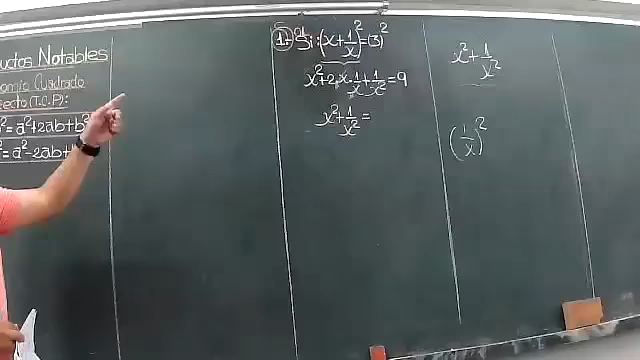 uctos Notables
omio Cuadrado
fecto (T.C.P):
² = a²+2ab+b²
² = a²-2ab+
1.- Si: (x+1/x)²=(3)²
x²+2.x.1/x+1/x²=9
x²+1/x²=
x²+1/x²
(1/x)²